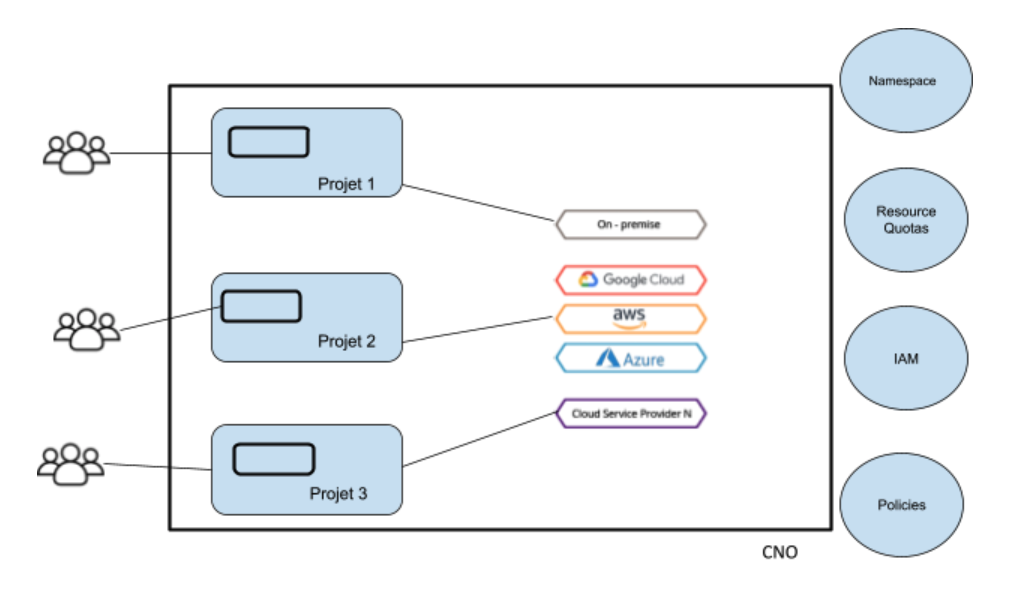 Namespace
Projet 1
Resource
Quotas
On - premise
Google Cloud
aws
Projet 2
Azure
IAM
Cloud Service Provider N
Projet 3
Policies
CNO